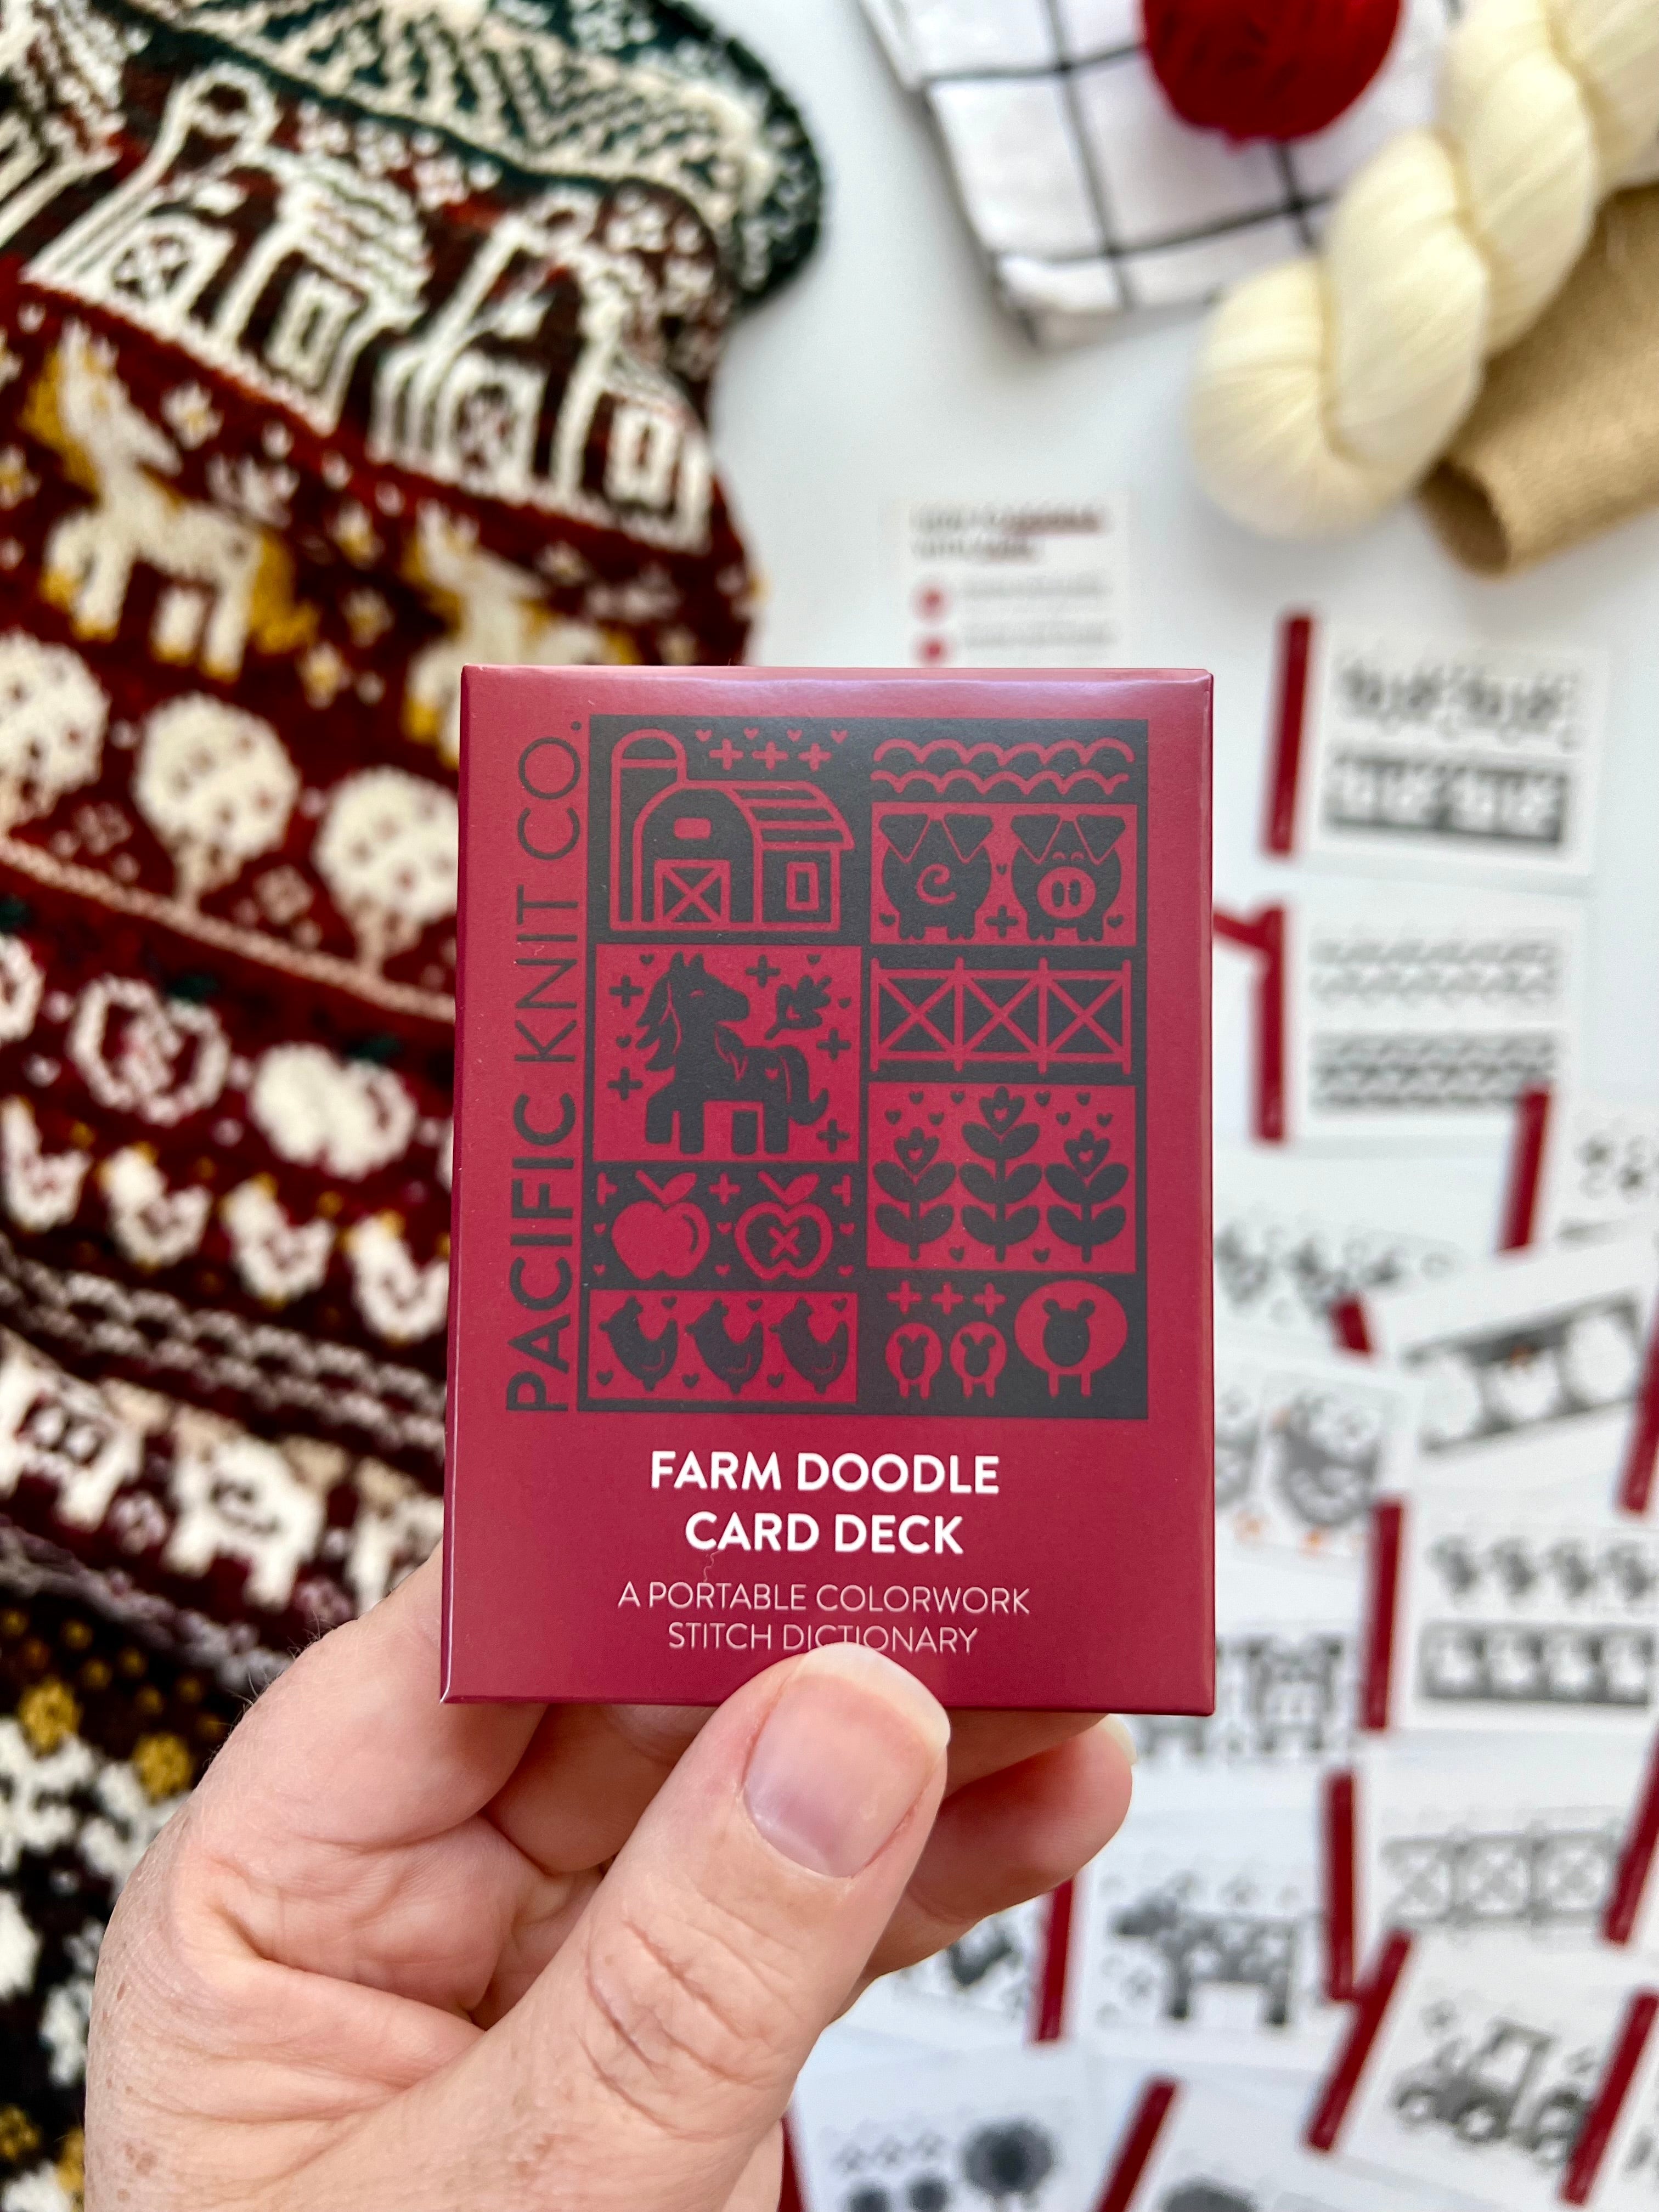 PACIFIC KNIT CO.
FARM DOODLE
CARD DECK
A PORTABLE COLORWORK
STITCH DICTIONARY